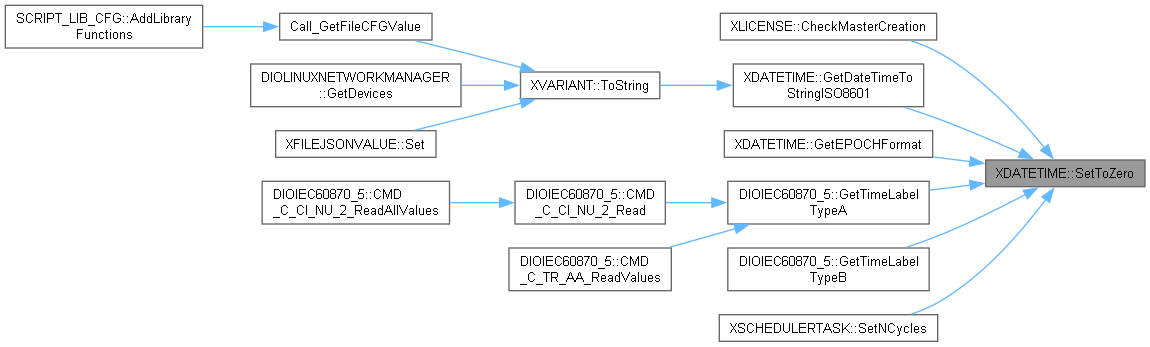 SCRIPT_LIB_CFG::AddLibrary
Functions
Call_GetFileCFGValue
DIOLINUXNETWORKMANAGER
::GetDevices
XFILEJSONVALUE::Set
XVARIANT::ToString
XLICENSE::CheckMasterCreation
XDATETIME::GetDateTimeTo
StringISO8601
XDATETIME::GetEPOCHFormat
XDATETIME::SetToZero
DIOIEC60870_5::CMD
_C_CI_NU_2_ReadAllValues
DIOIEC60870_5::CMD
_C_CI_NU_2_Read
DIOIEC60870_5::GetTimeLabel
TypeA
DIOIEC60870_5::CMD
_C_TR_AA_ReadValues
DIOIEC60870_5::GetTimeLabel
TypeB
XSCHEDULERTASK::SetNCycles